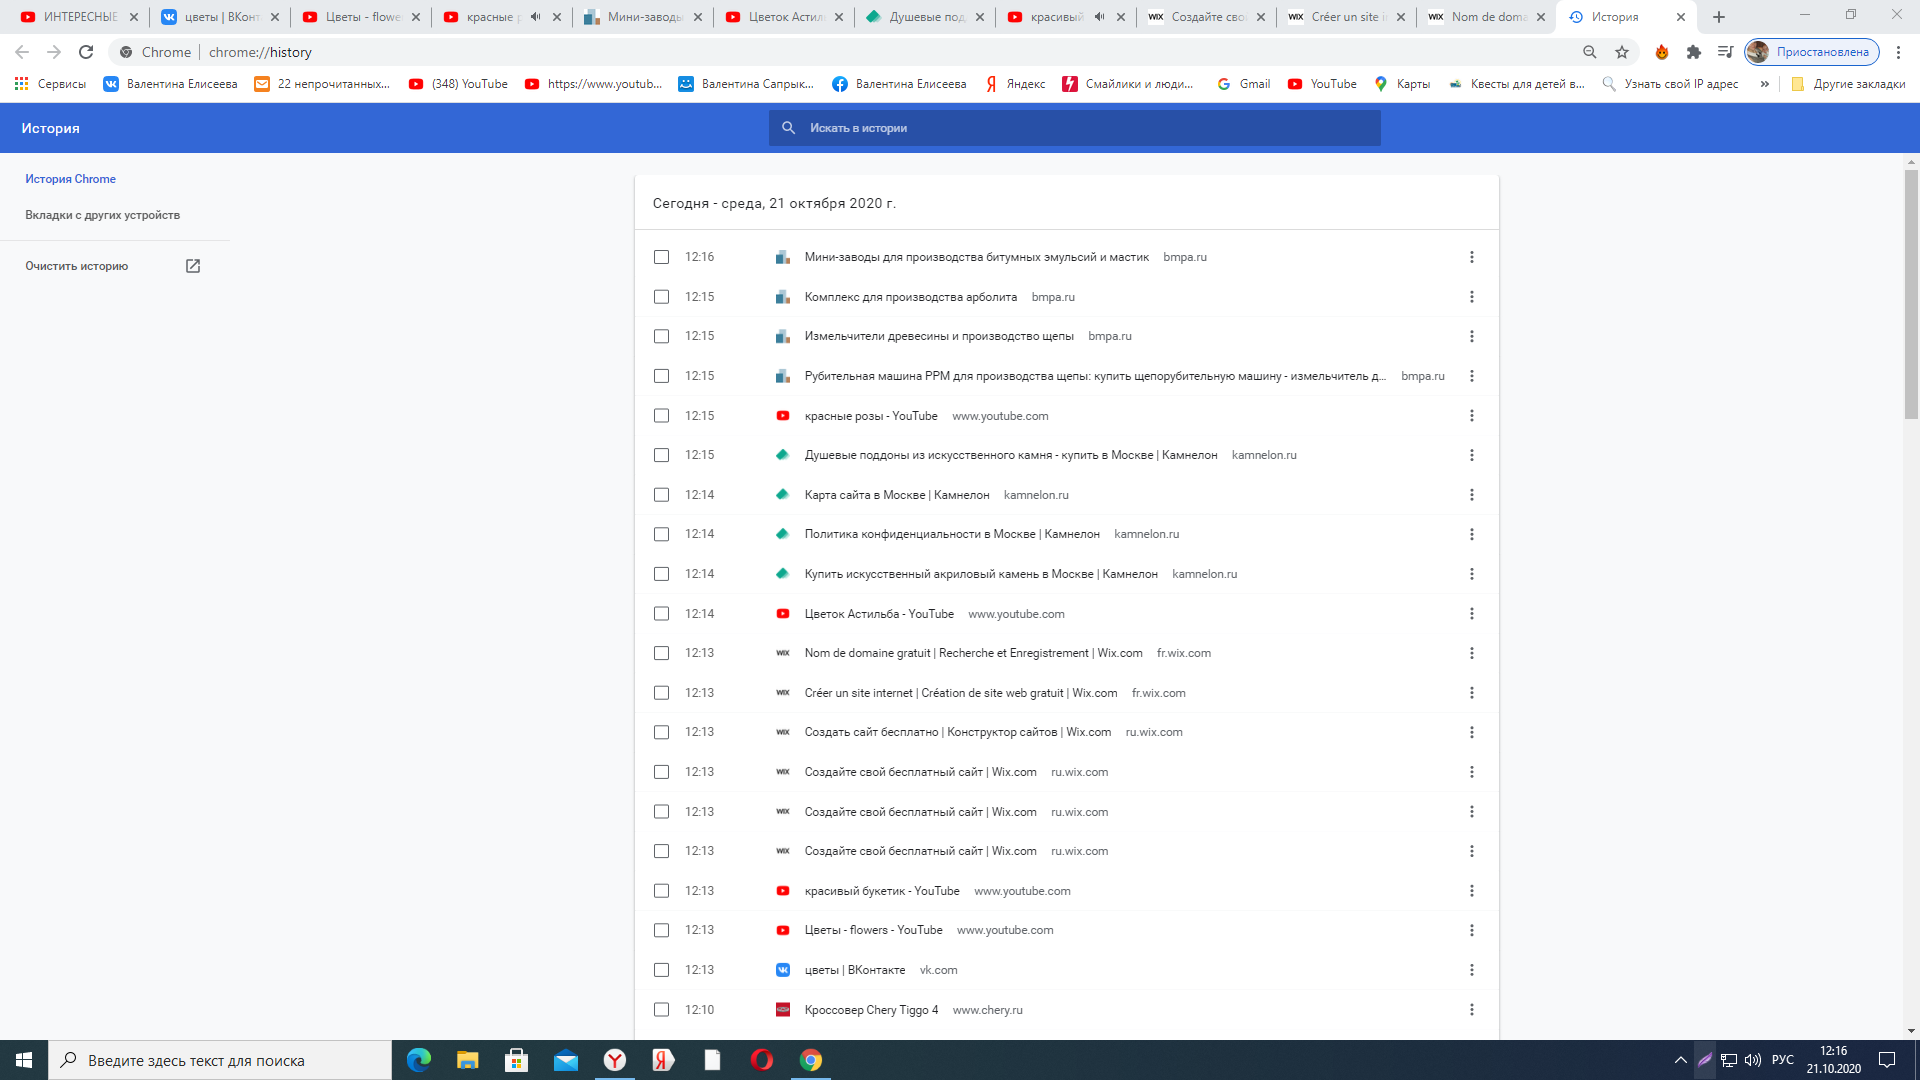 ИНТЕРЕСНЫЕ
цветы | ВКонт
Цветы - flowe
красные р
Мини-заводы
Цветок Астил
Душевые под
красивый
WIX Создайте сво
WIX Créer un site i
WIX Nom de doma
История
Chrome | chrome://history
Приостановлена
Сервисы
Валентина Елисеева
22 непрочитанных...
(348) YouTube
https://www.youtub...
Валентина Сапрык...
Валентина Елисеева
Яндекс
Смайлики и люди...
Gmail
YouTube
Карты
Квесты для детей в...
Узнать свой IP адрес
»
Другие закладки
История
Искать в истории
История Chrome
Вкладки с других устройств
Очистить историю
Сегодня - среда, 21 октября 2020 г.
12:16 Мини-заводы для производства битумных эмульсий и мастик bmpa.ru
12:15 Комплекс для производства арболита bmpa.ru
12:15 Измельчители древесины и производство щепы bmpa.ru
12:15 Рубительная машина РРМ для производства щепы: купить щепорубительную машину - измельчитель д... bmpa.ru
12:15 красные розы - YouTube www.youtube.com
12:15 Душевые поддоны из искусственного камня - купить в Москве | Камнелон kamnelon.ru
12:14 Карта сайта в Москве | Камнелон kamnelon.ru
12:14 Политика конфиденциальности в Москве | Камнелон kamnelon.ru
12:14 Купить искусственный акриловый камень в Москве | Камнелон kamnelon.ru
12:14 Цветок Астильба - YouTube www.youtube.com
12:13 WIX Nom de domaine gratuit | Recherche et Enregistrement | Wix.com fr.wix.com
12:13 WIX Créer un site internet | Création de site web gratuit | Wix.com fr.wix.com
12:13 WIX Создать сайт бесплатно | Конструктор сайтов | Wix.com ru.wix.com
12:13 WIX Создайте свой бесплатный сайт | Wix.com ru.wix.com
12:13 WIX Создайте свой бесплатный сайт | Wix.com ru.wix.com
12:13 WIX Создайте свой бесплатный сайт | Wix.com ru.wix.com
12:13 красивый букетик - YouTube www.youtube.com
12:13 Цветы - flowers - YouTube www.youtube.com
12:13 цветы | ВКонтакте vk.com
12:10 Кроссовер Chery Tiggo 4 www.chery.ru
Введите здесь текст для поиска
РУС
12:16
21.10.2020